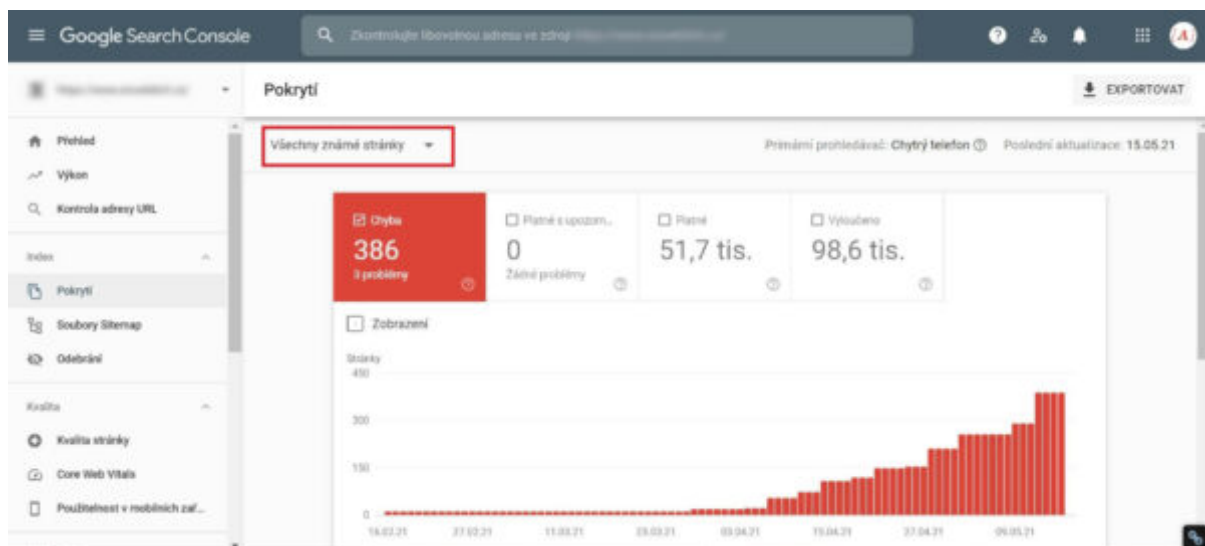 Google Search Console
Zkontrolujte libovolnou adresu ve zdroji
Pokrytí
EXPORTOVAT
Přehled
Výkon
Kontrola adresy URL
Index
Pokrytí
Soubory Sitemap
Odebrání
Kvalita
Kvalita stránky
Core Web Vitals
Použitelnost v mobilních zař...
Všechny známé stránky
Primární prohledávač: Chytrý telefon
Poslední aktualizace: 15.05.21
Chyba
386
3 problémy
Platné s upozorn...
0
Žádné problémy
Platné
51,7 tis.
Vyloučeno
98,6 tis.
Zobrazení
Stránky
450
300
150
0
16.02.21 27.02.21 11.03.21 23.03.21 03.04.21 15.04.21 27.04.21 09.05.21